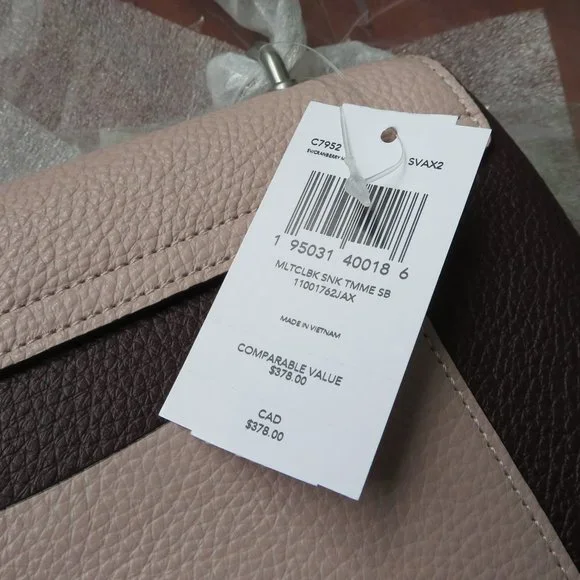 C7952 SVAX2
1 95031 40018 6
MLTCLBK SNK TMME SB
11001762JAX
MADE IN VIETNAM
COMPARABLE VALUE
$378.00
CAD
$378.00